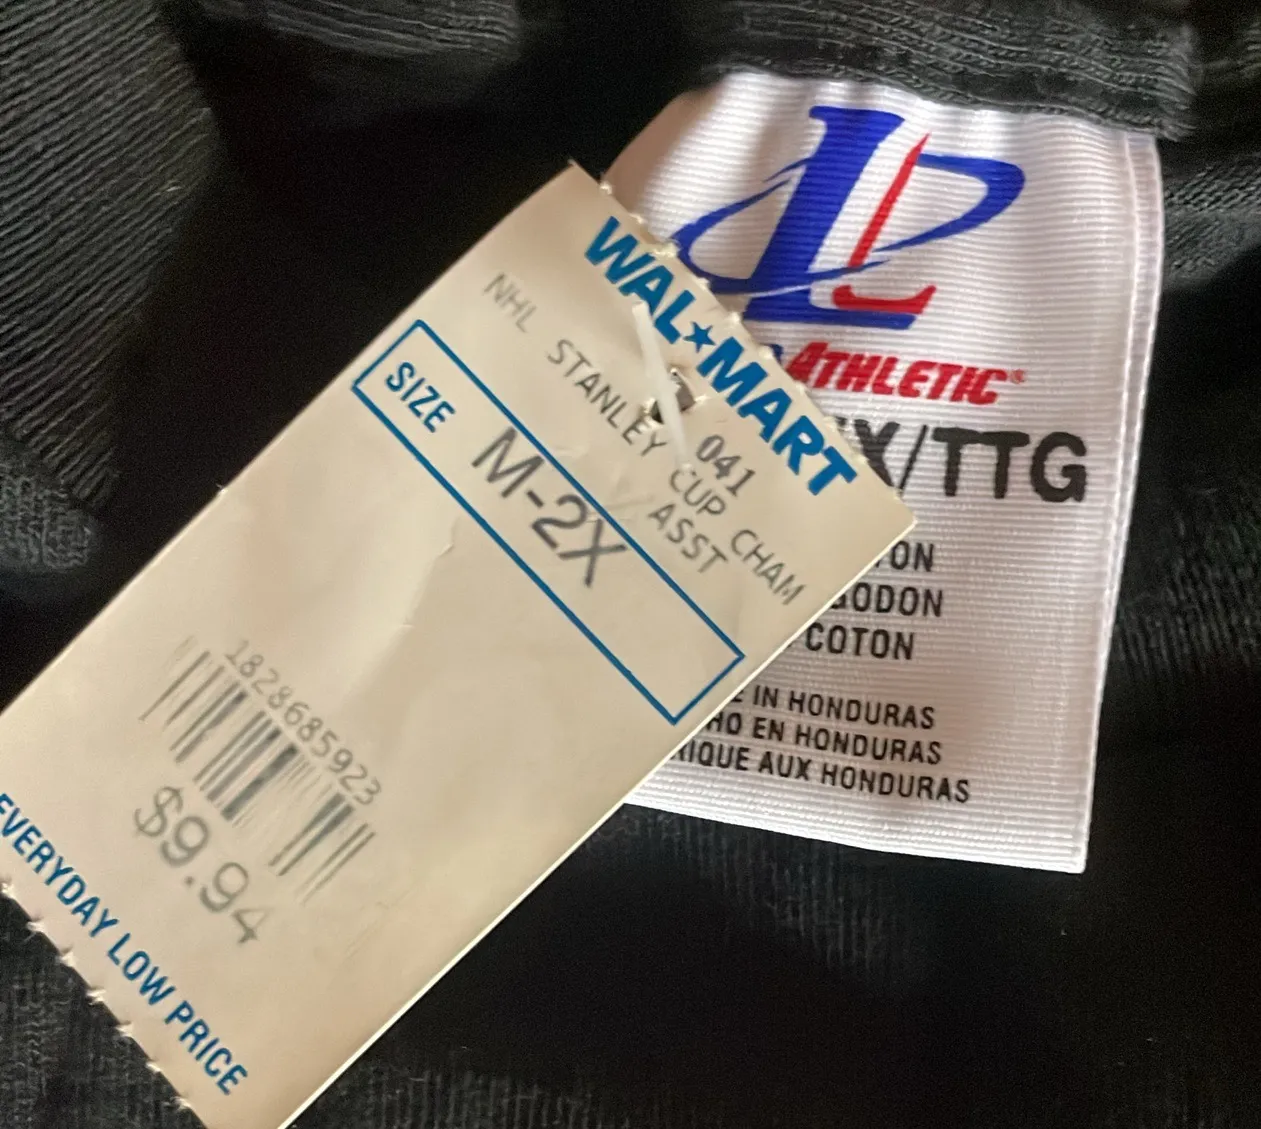 WAL★MART
041
NHL STANLEY CUP CHAM
ASST
SIZE
M-2X
1828685923
$9.94
EVERYDAY LOW PRICE
ATHLETIC®
X/TTG
TON
GODON
COTON
E IN HONDURAS
HO EN HONDURAS
RIQUE AUX HONDURAS